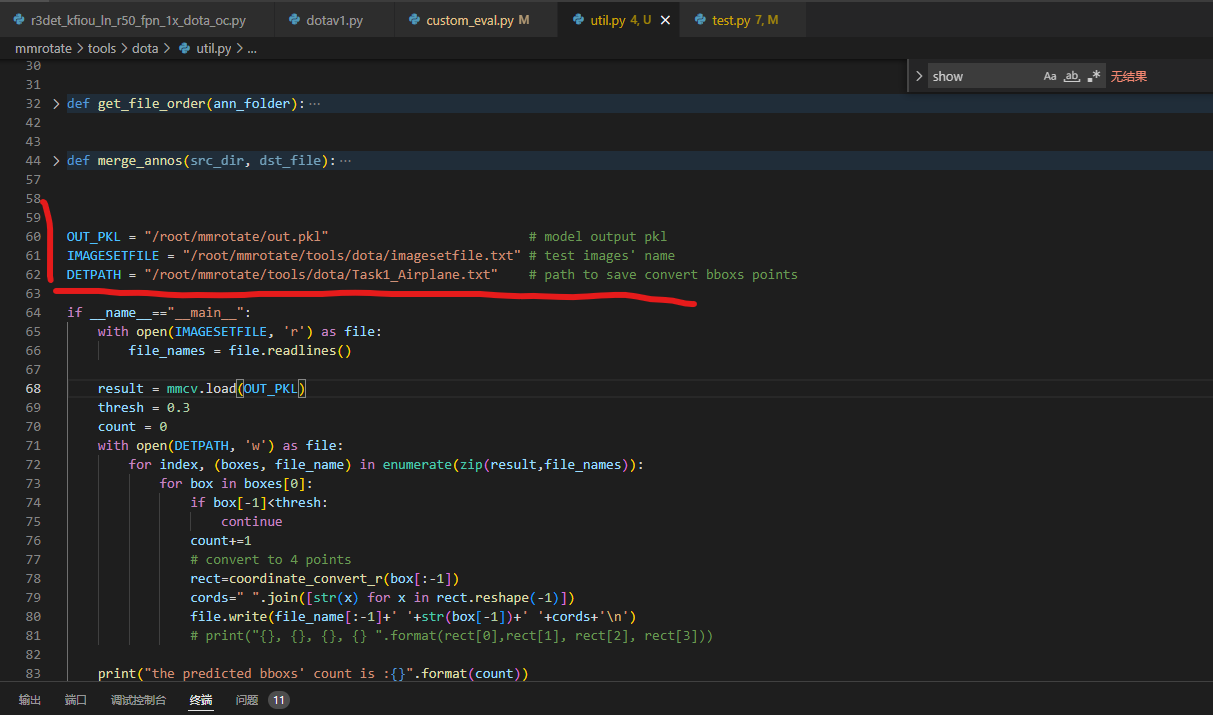 r3det_kfiou_ln_r50_fpn_1x_dota_oc.py dotav1.py custom_eval.py M util.py 4, U × test.py 7, M
mmrotate > tools > dota > util.py > ...
show Aa ab .* 无结果
30
31
32 > def get_file_order(ann_folder): ···
42
43
44 > def merge_annos(src_dir, dst_file): ···
57
58
59
60 OUT_PKL = "/root/mmrotate/out.pkl" # model output pkl
61 IMAGESETFILE = "/root/mmrotate/tools/dota/imagesetfile.txt" # test images' name
62 DETPATH = "/root/mmrotate/tools/dota/Task1_Airplane.txt" # path to save convert bboxs points
63
64 if __name__=="__main__":
65 with open(IMAGESETFILE, 'r') as file:
66 file_names = file.readlines()
67
68 result = mmcv.load(OUT_PKL)
69 thresh = 0.3
70 count = 0
71 with open(DETPATH, 'w') as file:
72 for index, (boxes, file_name) in enumerate(zip(result,file_names)):
73 for box in boxes[0]:
74 if box[-1]<thresh:
75 continue
76 count+=1
77 # convert to 4 points
78 rect=coordinate_convert_r(box[:-1])
79 cords=" ".join([str(x) for x in rect.reshape(-1)])
80 file.write(file_name[:-1]+' '+str(box[-1])+' '+cords+'\n')
81 # print("{}, {}, {}, {} ".format(rect[0],rect[1], rect[2], rect[3]))
82
83 print("the predicted bboxs' count is :{}".format(count))
输出 端口 调试控制台 终端 问题 11